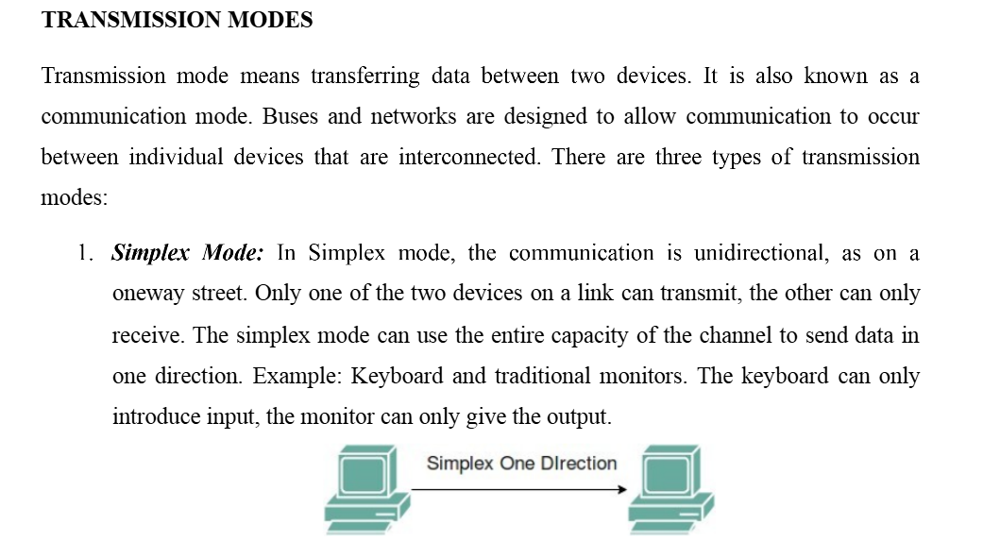 TRANSMISSION MODES
Transmission mode means transferring data between two devices. It is also known as a
communication mode. Buses and networks are designed to allow communication to occur
between individual devices that are interconnected. There are three types of transmission
modes:
1. Simplex Mode: In Simplex mode, the communication is unidirectional, as on a
oneway street. Only one of the two devices on a link can transmit, the other can only
receive. The simplex mode can use the entire capacity of the channel to send data in
one direction. Example: Keyboard and traditional monitors. The keyboard can only
introduce input, the monitor can only give the output.
Simplex One DIrection